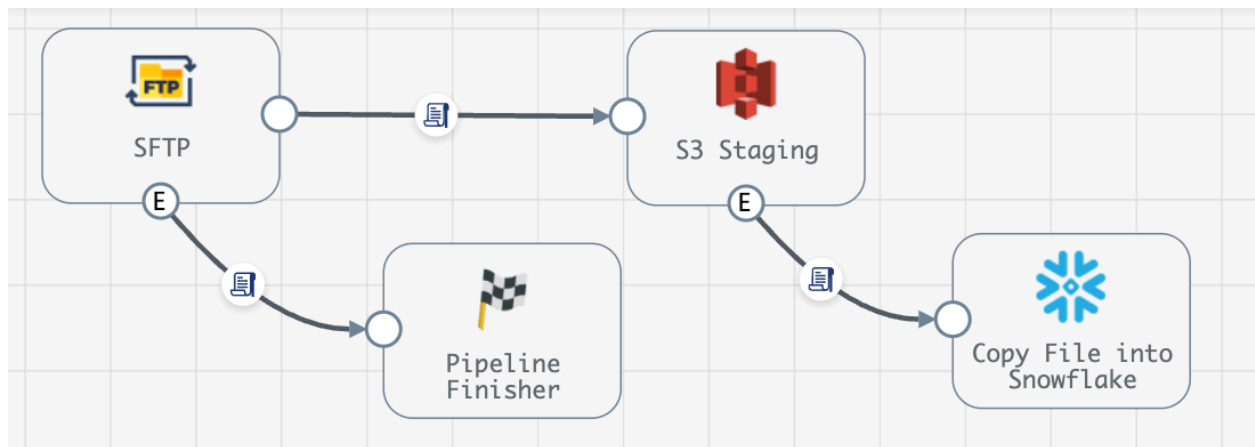 FTP
SFTP
E
S3 Staging
E
Pipeline
Finisher
Copy File into
Snowflake